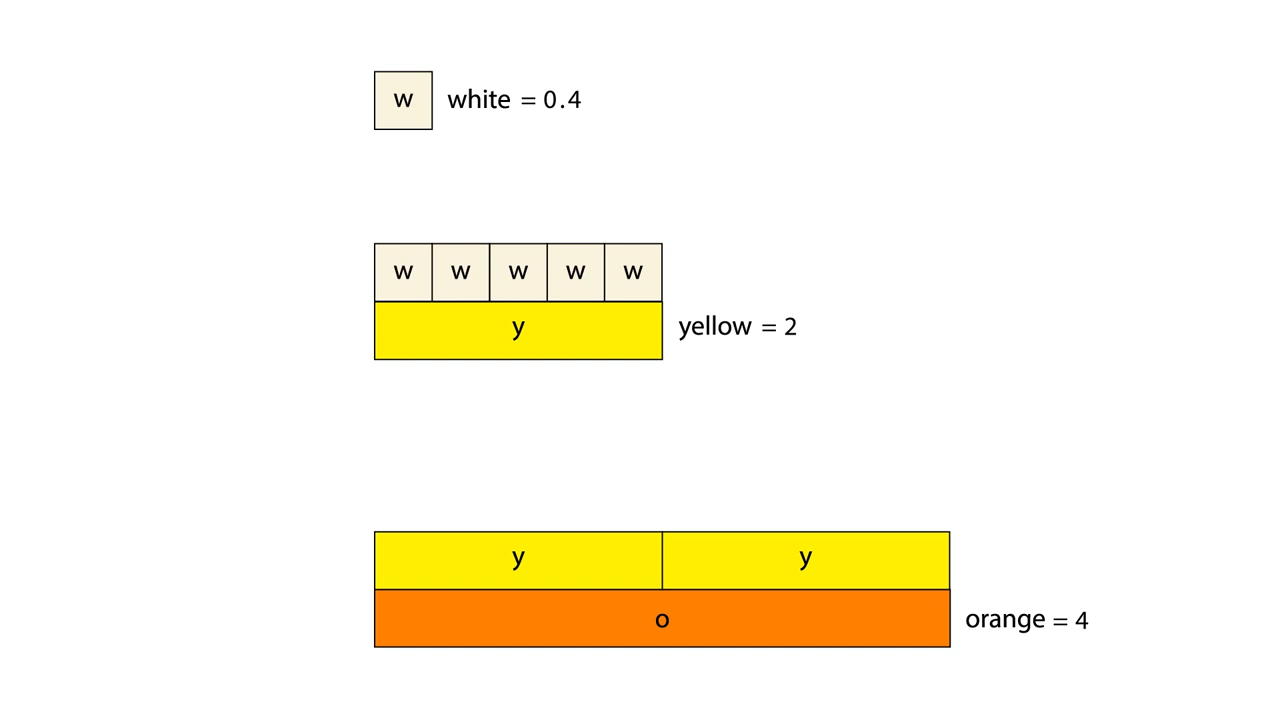 w white = 0.4
w w w w w
y yellow = 2
y y
o orange = 4